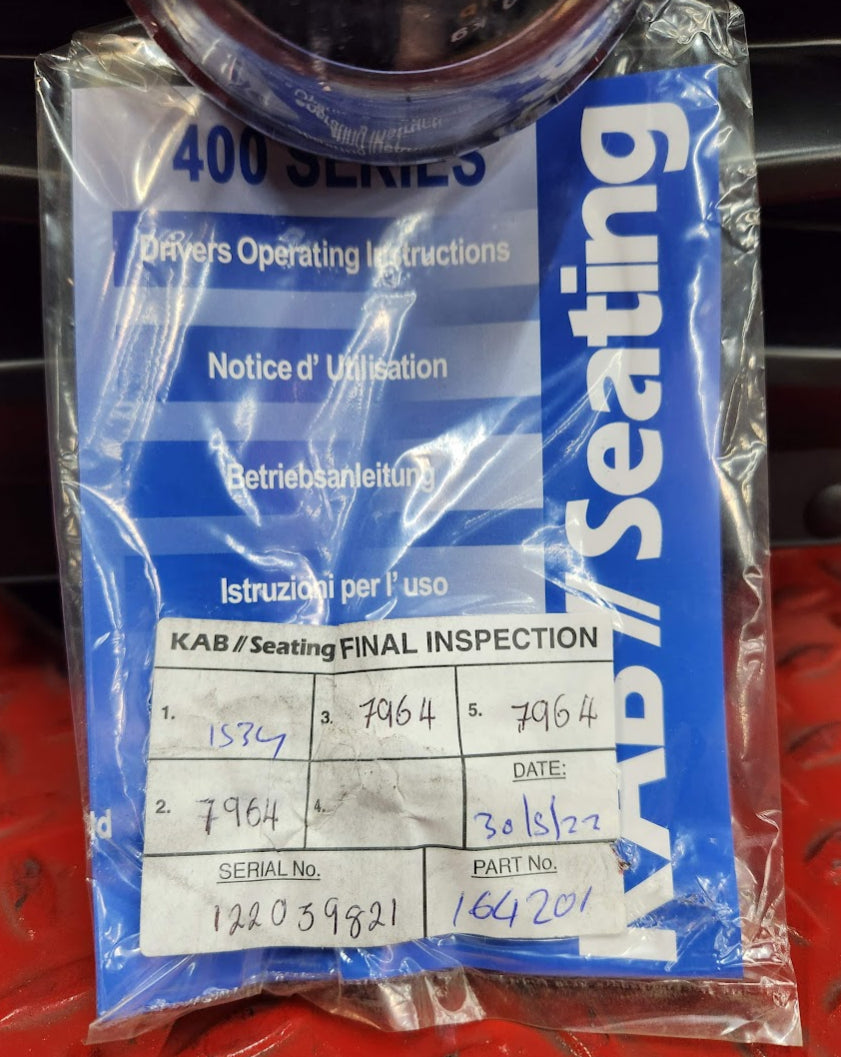 400 SERIES
Drivers Operating Instructions
Notice d' Utilisation
Betriebsanleitung
Istruzioni per l' uso
KAB // Seating
KAB // Seating FINAL INSPECTION
1. 1534
3. 7964
5. 7964
2. 7964
4.
DATE:
30/5/22
SERIAL No.
122039821
PART No.
164201